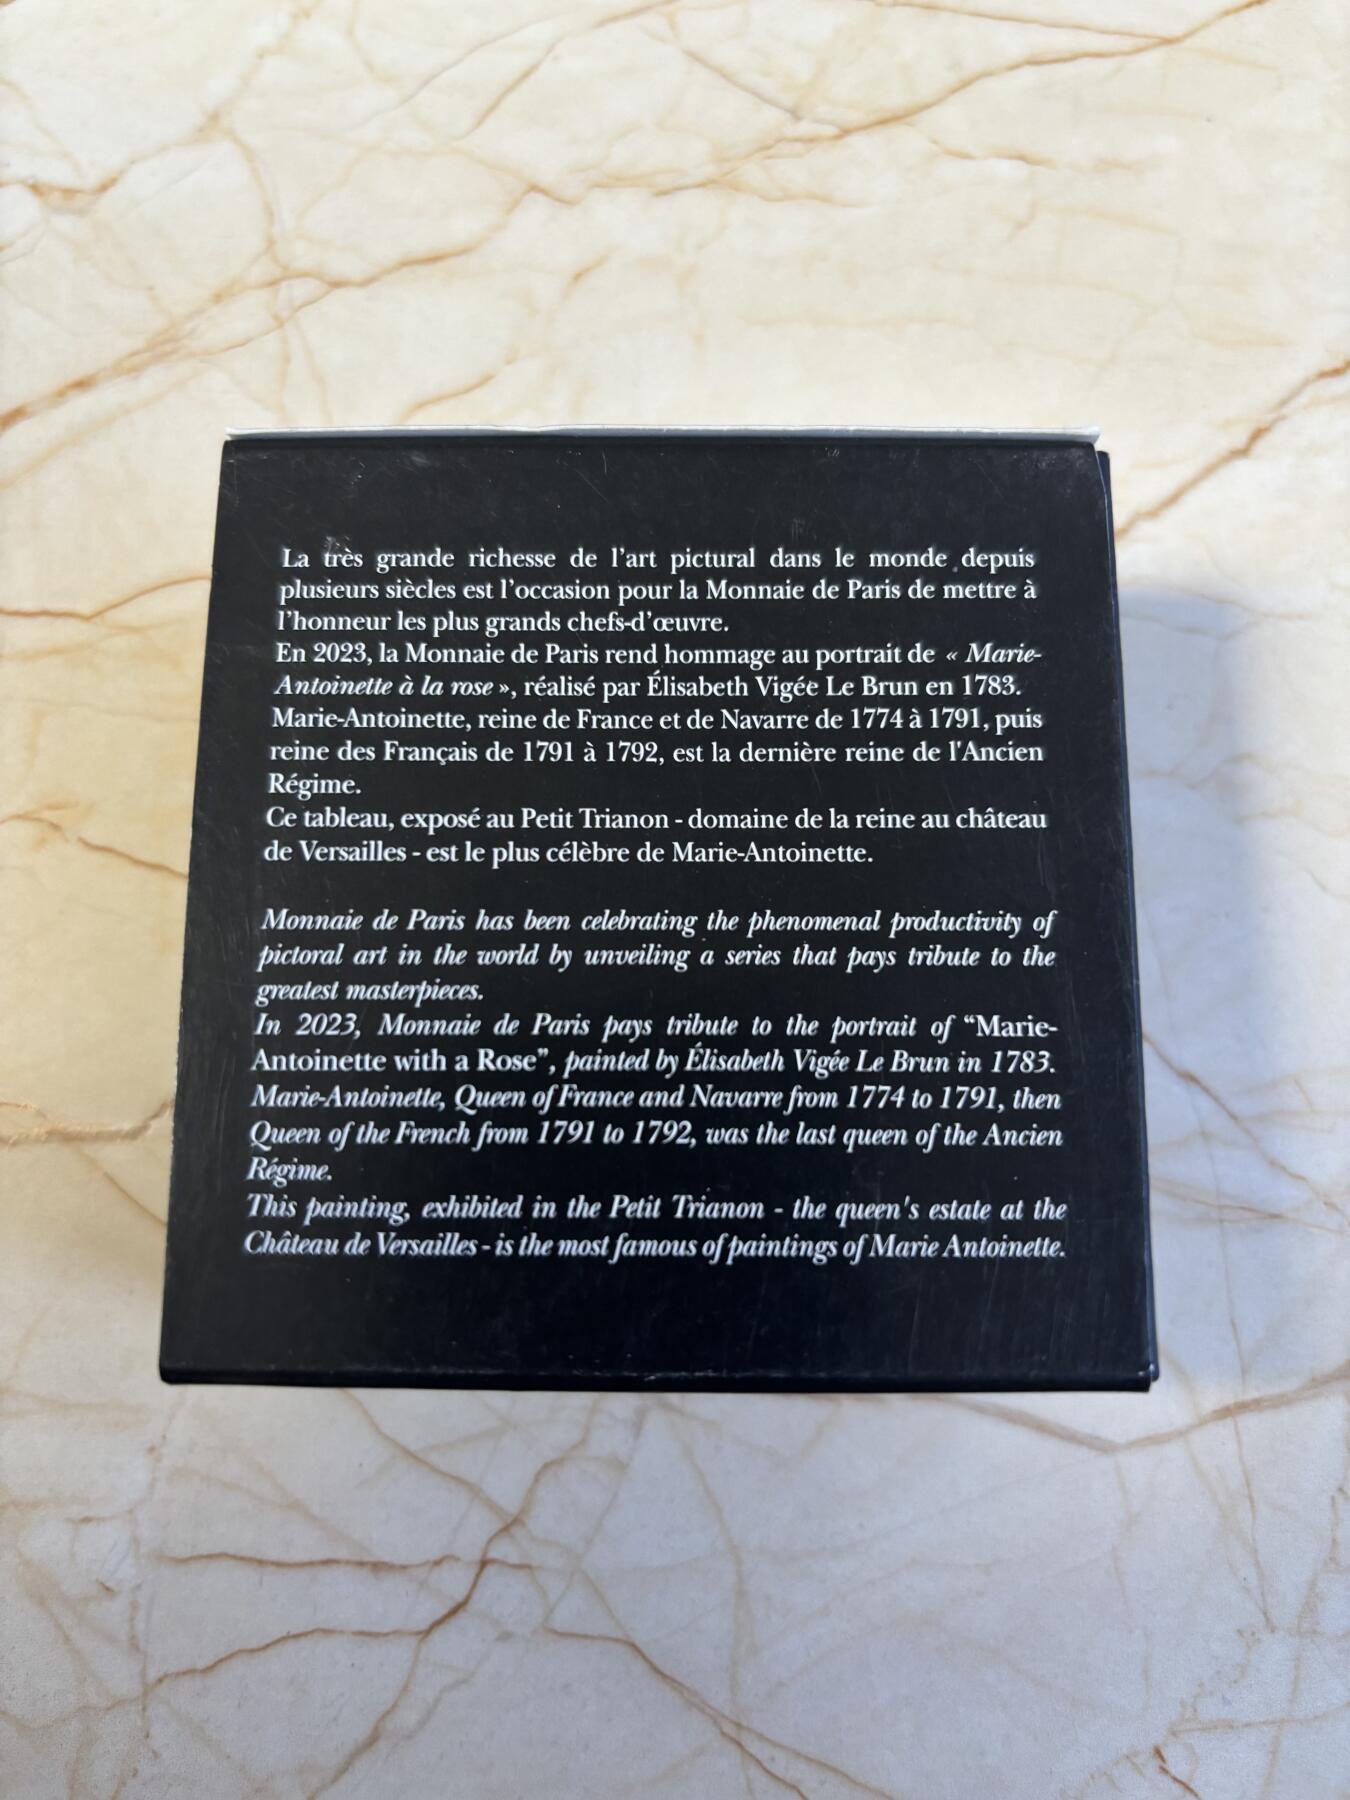 La très grande richesse de l'art pictural dans le monde depuis
plusieurs siècles est l'occasion pour la Monnaie de Paris de mettre à
l'honneur les plus grands chefs-d'œuvre.
En 2023, la Monnaie de Paris rend hommage au portrait de « Marie-
Antoinette à la rose », réalisé par Élisabeth Vigée Le Brun en 1783.
Marie-Antoinette, reine de France et de Navarre de 1774 à 1791, puis
reine des Français de 1791 à 1792, est la dernière reine de l'Ancien
Régime.
Ce tableau, exposé au Petit Trianon - domaine de la reine au château
de Versailles - est le plus célèbre de Marie-Antoinette.
Monnaie de Paris has been celebrating the phenomenal productivity of
pictoral art in the world by unveiling a series that pays tribute to the
greatest masterpieces.
In 2023, Monnaie de Paris pays tribute to the portrait of “Marie-
Antoinette with a Rose”, painted by Élisabeth Vigée Le Brun in 1783.
Marie-Antoinette, Queen of France and Navarre from 1774 to 1791, then
Queen of the French from 1791 to 1792, was the last queen of the Ancien
Régime.
This painting, exhibited in the Petit Trianon - the queen's estate at the
Château de Versailles - is the most famous of paintings of Marie Antoinette.